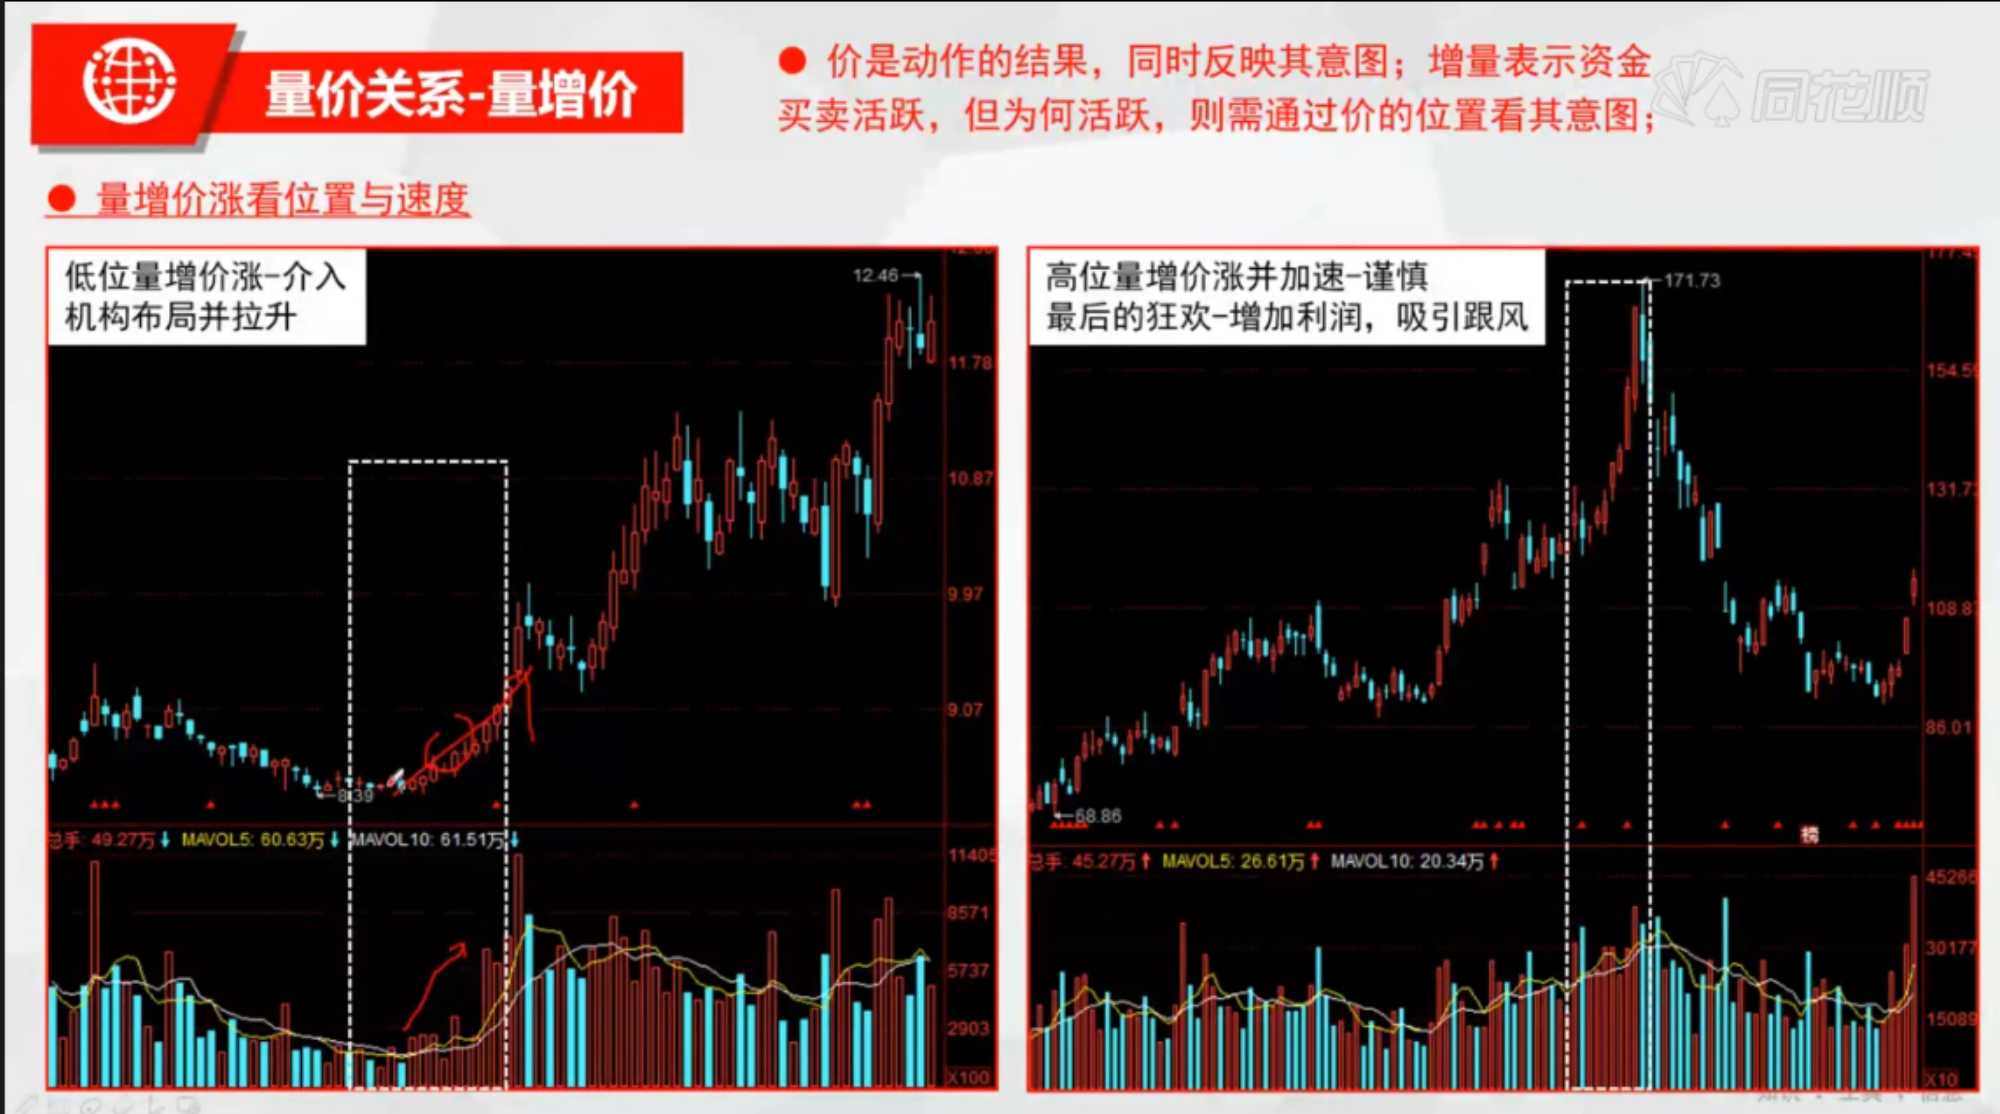 量价关系-量增价
● 价是动作的结果，同时反映其意图；增量表示资金
买卖活跃，但为何活跃，则需通过价的位置看其意图；
同花顺
● 量增价涨看位置与速度
低位量增价涨-介入
机构布局并拉升
12.46
11.78
10.87
9.97
9.07
8.39
总手: 49.27万 MAVOL5: 60.63万 MAVOL10: 61.51万
11405
8571
5737
2903
X100
高位量增价涨并加速-谨慎
最后的狂欢-增加利润，吸引跟风
171.73
154.59
131.73
108.87
86.01
68.86
榜
总手: 45.27万 MAVOL5: 26.61万 MAVOL10: 20.34万
45266
30177
15089
X10